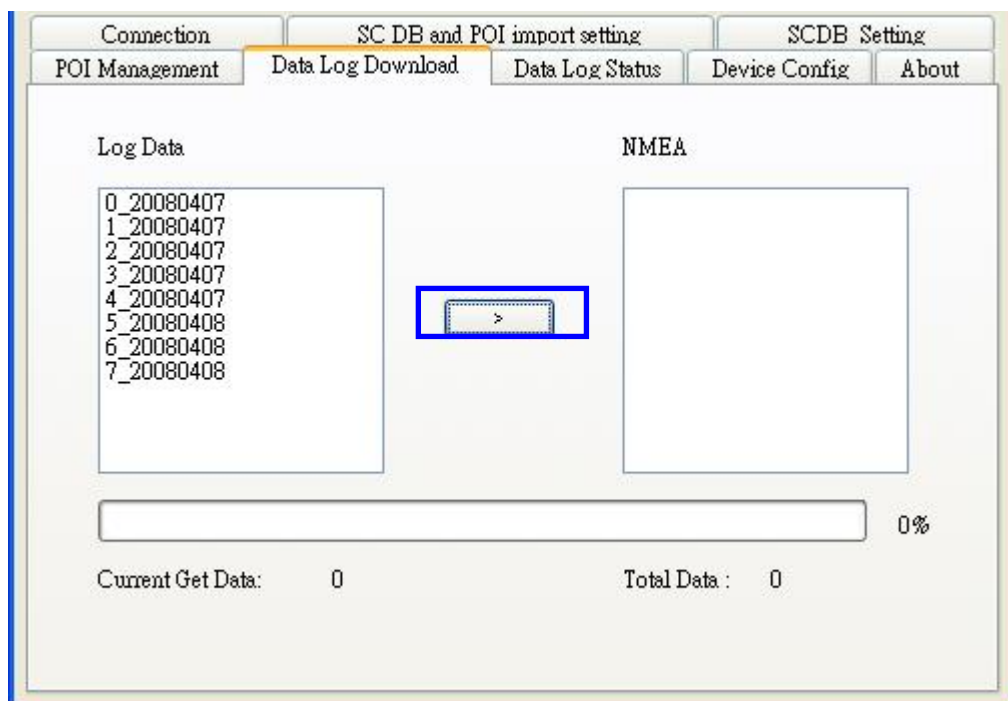 Connection SC DB and POI import setting SCDB Setting
POI Management Data Log Download Data Log Status Device Config About
Log Data NMEA
0_20080407
1_20080407
2_20080407
3_20080407
4_20080407
5_20080408
6_20080408
7_20080408
>
0%
Current Get Data: 0 Total Data : 0